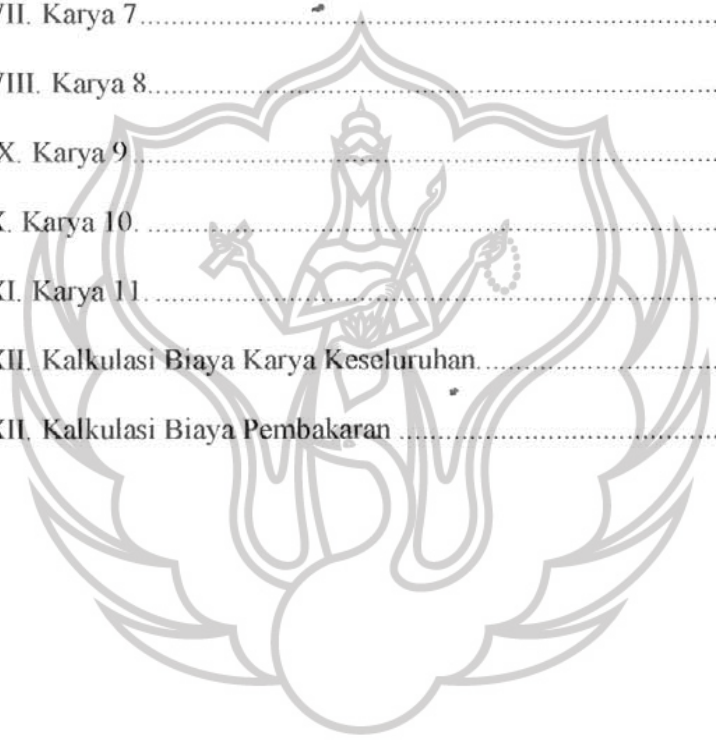 VII. Karya 7
VIII. Karya 8
X. Karya 9
X. Karya 10.
XI. Karya 11
XII. Kalkulasi Biaya Karya Keseluruhan
XII. Kalkulasi Biaya Pembakaran